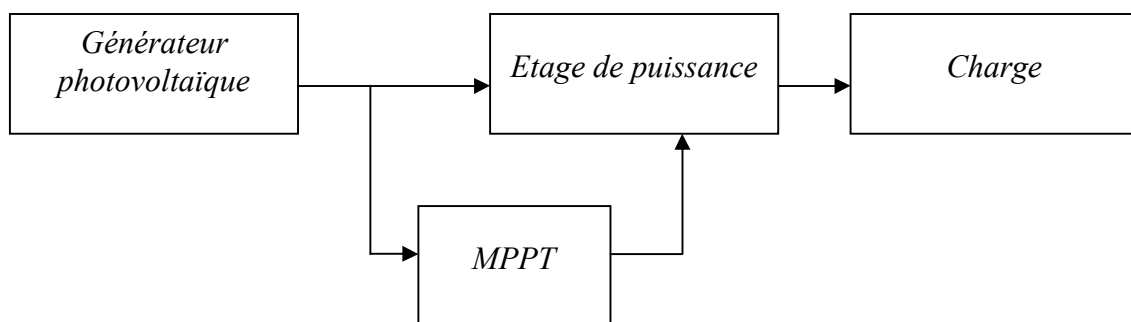 Générateur
photovoltaïque
Etage de puissance
Charge
MPPT